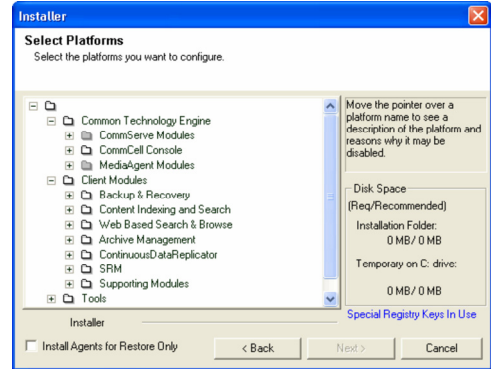 Installer
Select Platforms
Select the platforms you want to configure.
Common Technology Engine
CommServe Modules
CommCell Console
MediaAgent Modules
Client Modules
Backup & Recovery
Content Indexing and Search
Web Based Search & Browse
Archive Management
ContinuousDataReplicator
SRM
Supporting Modules
Tools
Move the pointer over a
platform name to see a
description of the platform and
reasons why it may be
disabled.
Disk Space
(Req/Recommended)
Installation Folder:
0 MB/ 0 MB
Temporary on C: drive:
0 MB/ 0 MB
Special Registry Keys In Use
Installer
Install Agents for Restore Only
< Back
Next >
Cancel